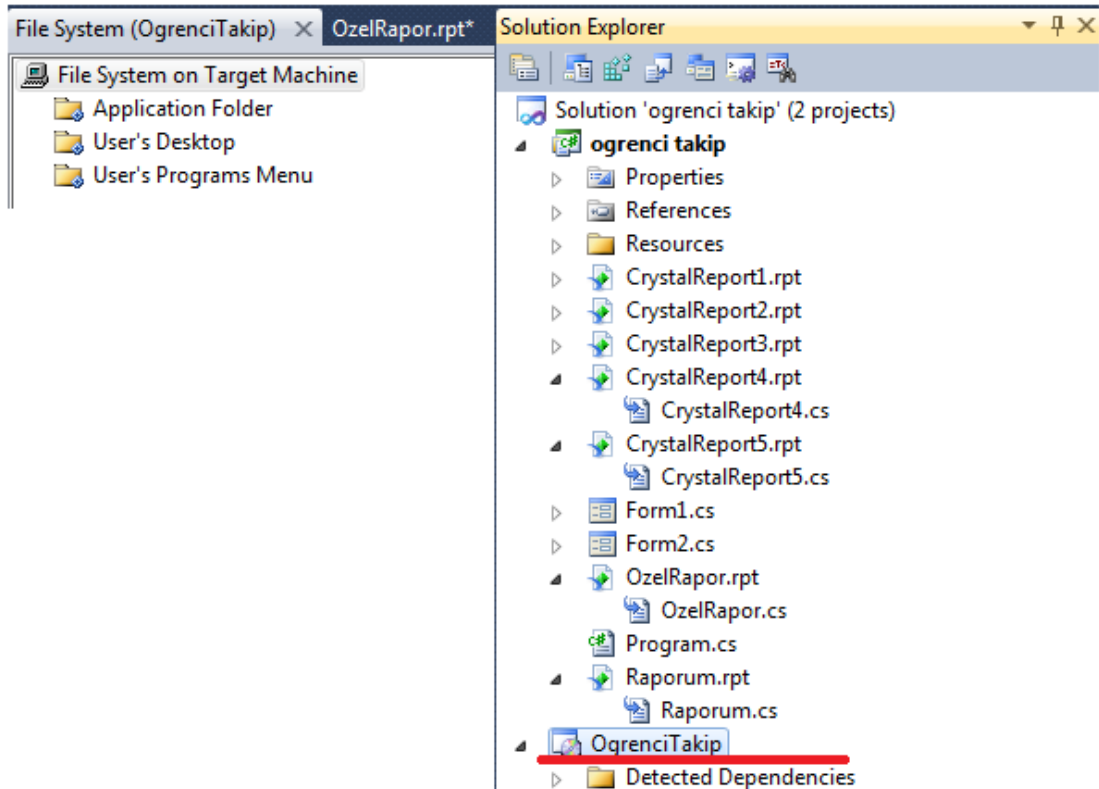 File System (OgrenciTakip)
OzelRapor.rpt*
File System on Target Machine
Application Folder
User's Desktop
User's Programs Menu
Solution Explorer
Solution 'ogrenci takip' (2 projects)
ogrenci takip
Properties
References
Resources
CrystalReport1.rpt
CrystalReport2.rpt
CrystalReport3.rpt
CrystalReport4.rpt
CrystalReport4.cs
CrystalReport5.rpt
CrystalReport5.cs
Form1.cs
Form2.cs
OzelRapor.rpt
OzelRapor.cs
Program.cs
Raporum.rpt
Raporum.cs
OgrenciTakip
Detected Dependencies